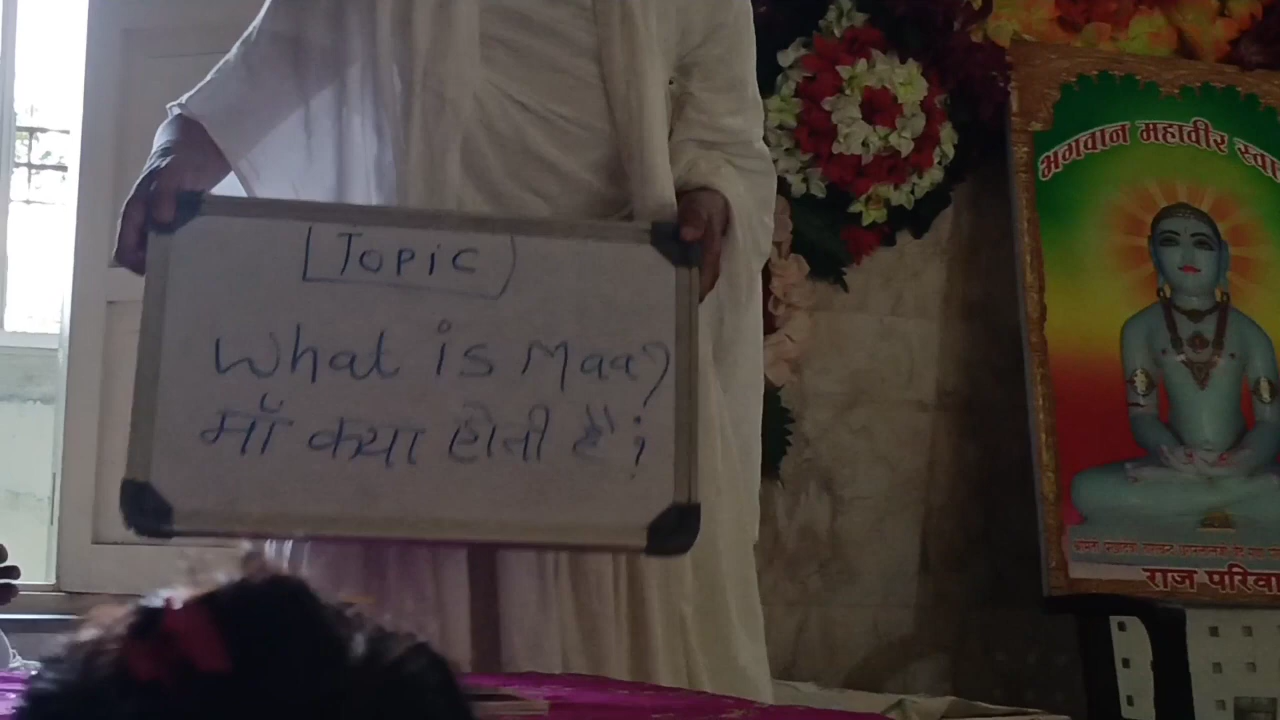 TOPIC
What is Maa?
माँ क्या होती है ?
भगवान महावीर स्वा
राज परिवा